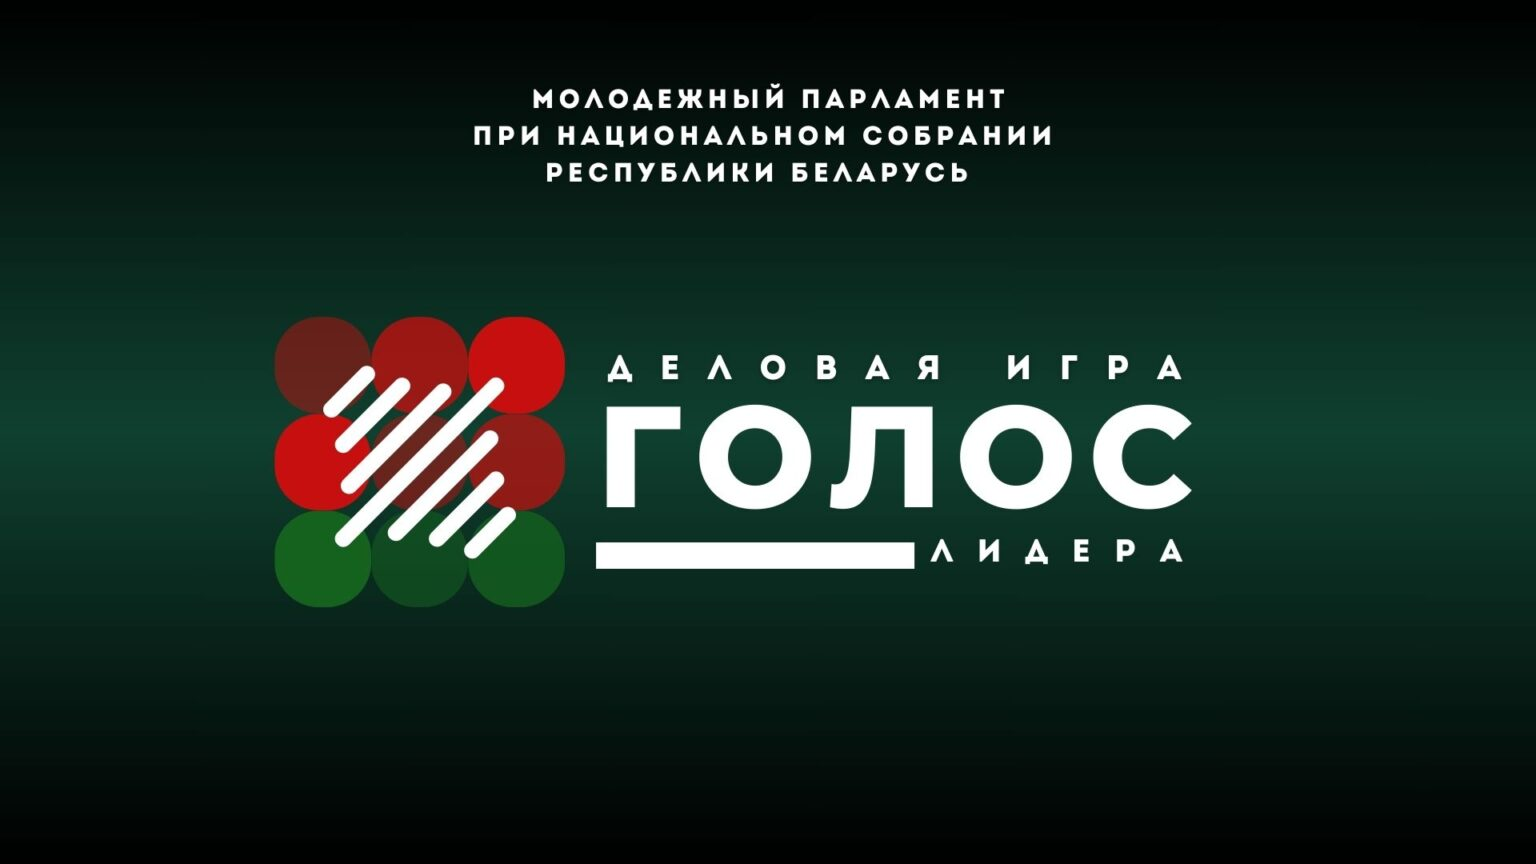 МОЛОДЕЖНЫЙ ПАРЛАМЕНТ
ПРИ НАЦИОНАЛЬНОМ СОБРАНИИ
РЕСПУБЛИКИ БЕЛАРУСЬ
ДЕЛОВАЯ ИГРА
ГОЛОС
ЛИДЕРА